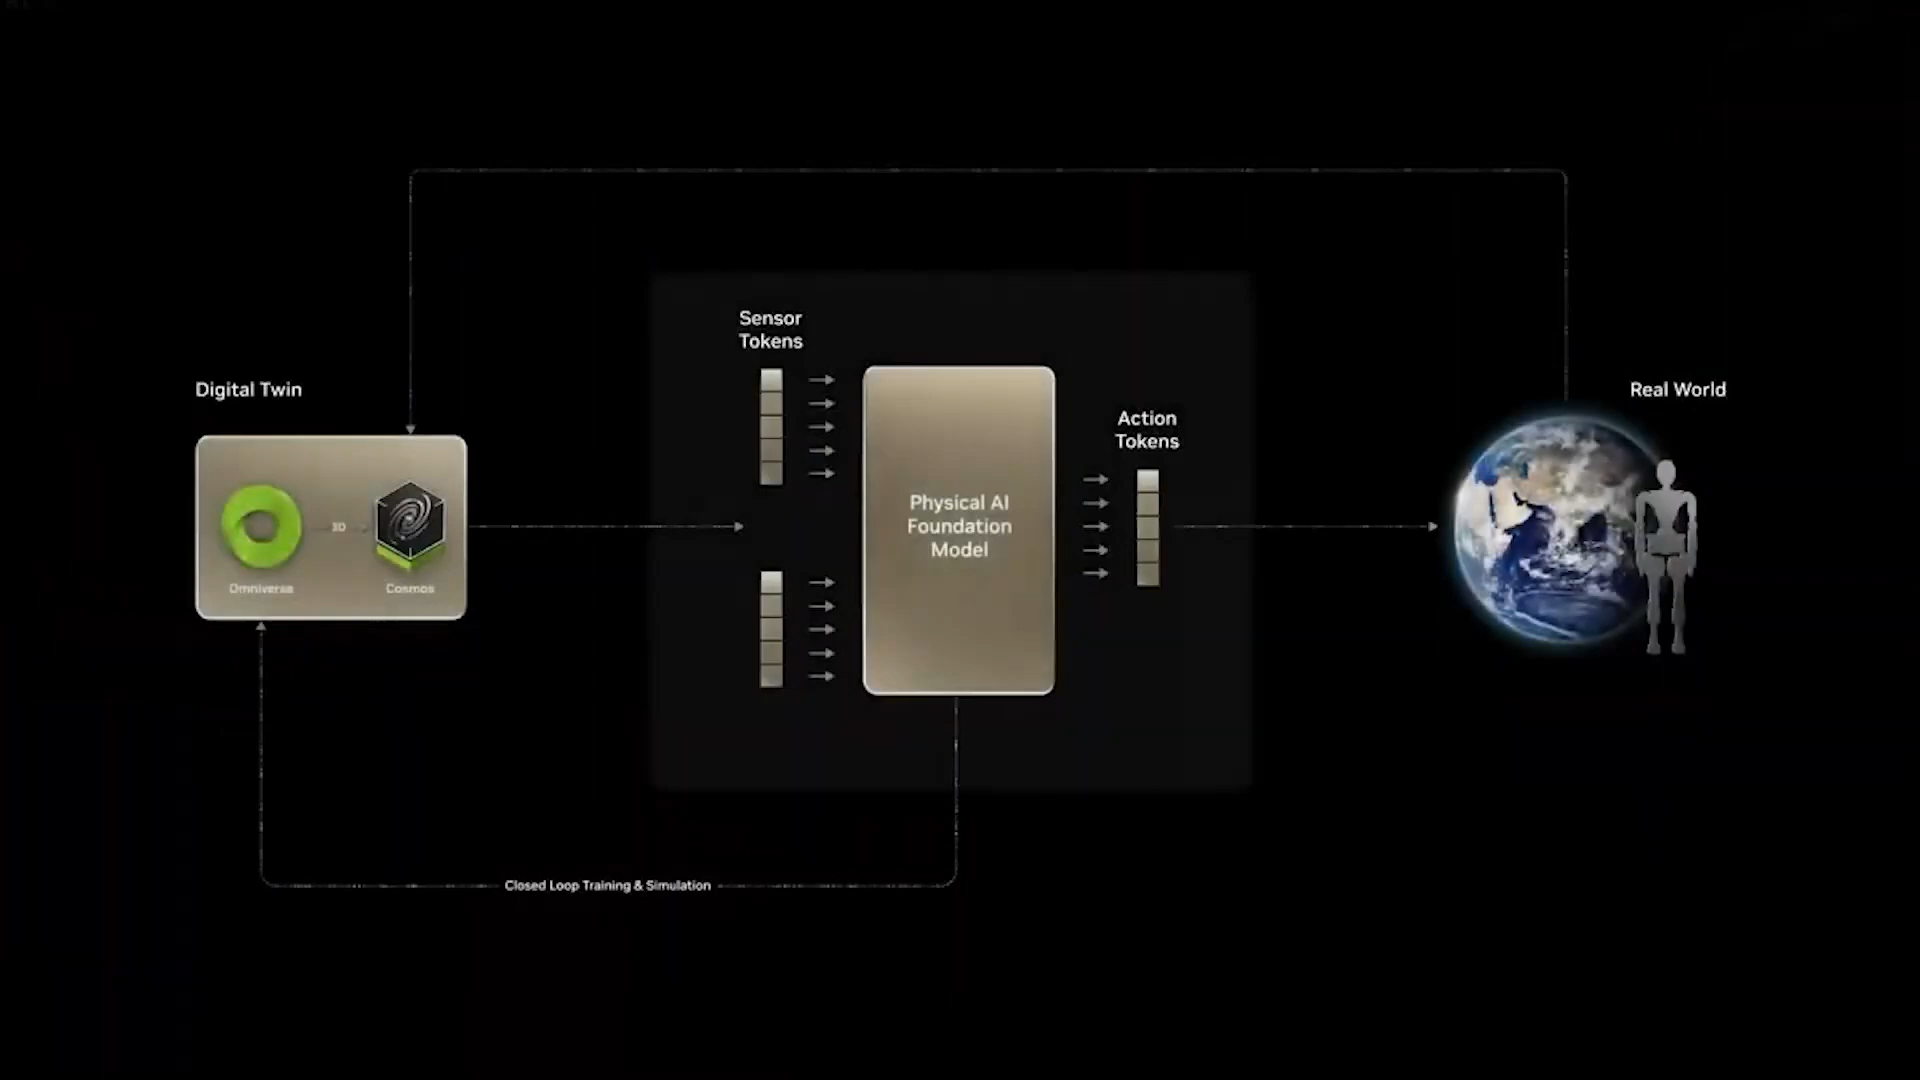 Sensor
Tokens
Digital Twin
Real World
Action
Tokens
Physical AI
Foundation
Model
3D
Omniverse
Cosmos
Closed Loop Training & Simulation